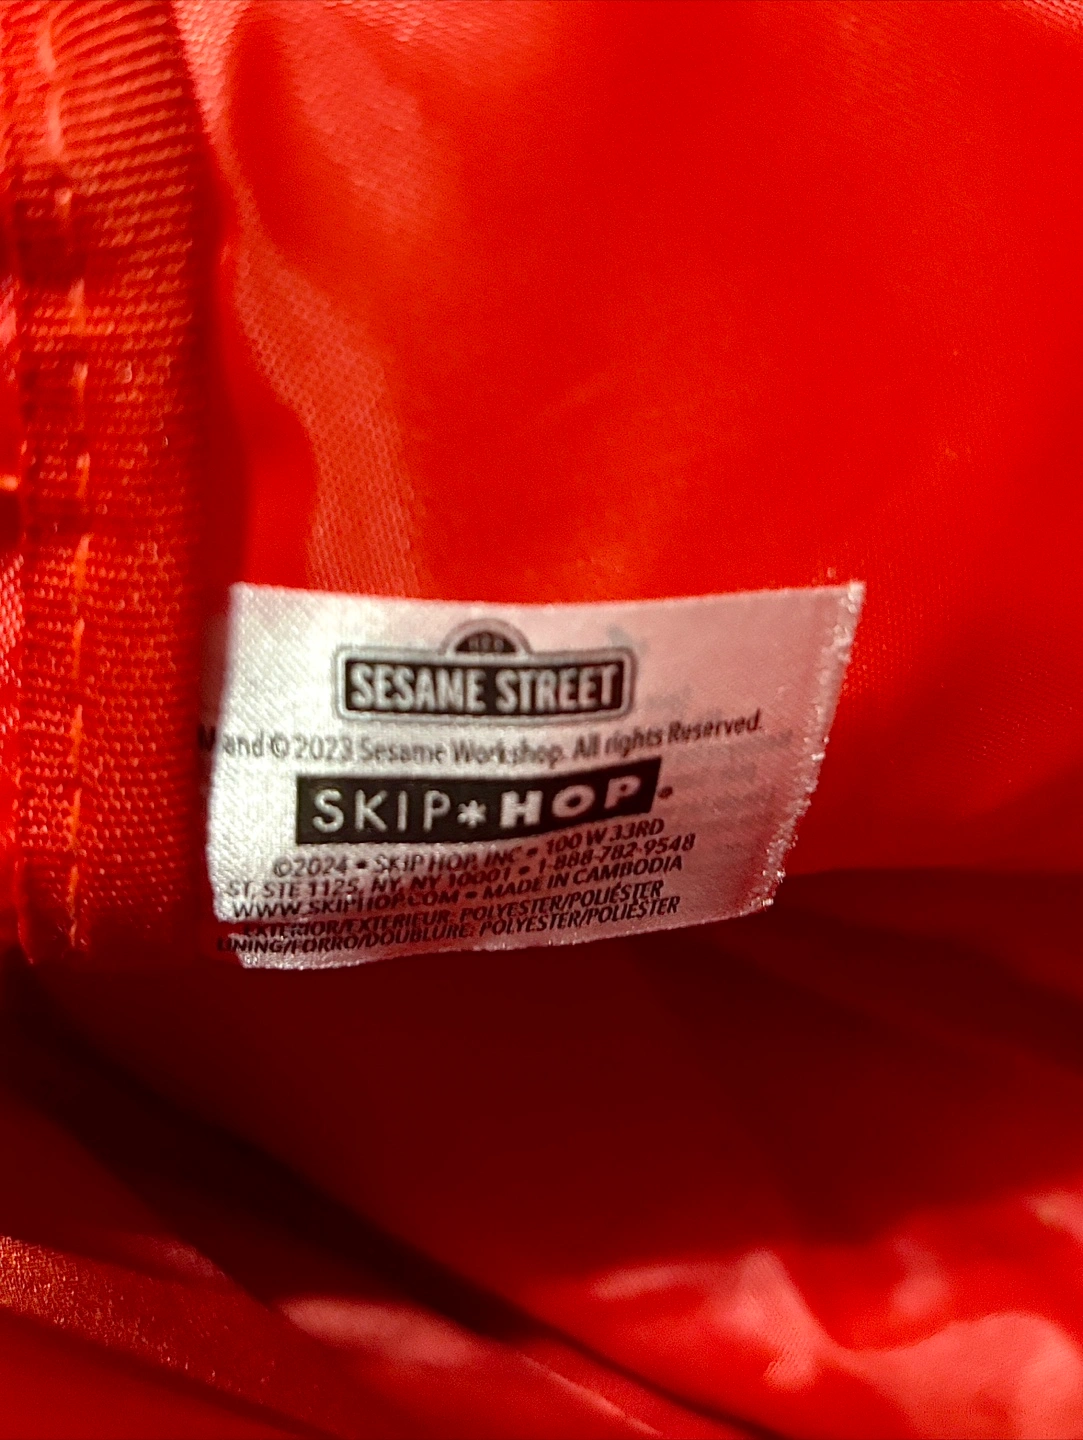 SESAME STREET
and © 2023 Sesame Workshop. All rights Reserved.
SKIP*HOP
©2024 • SKIP HOP, INC • 100 W 33RD
ST, STE 1125, NY, NY 10001 • 1-888-782-9548
WWW.SKIPHOP.COM • MADE IN CAMBODIA
EXTERIOR/EXTERIEUR: POLYESTER/POLIÉSTER
LINING/FORRO/DOUBLURE: POLYESTER/POLIÉSTER